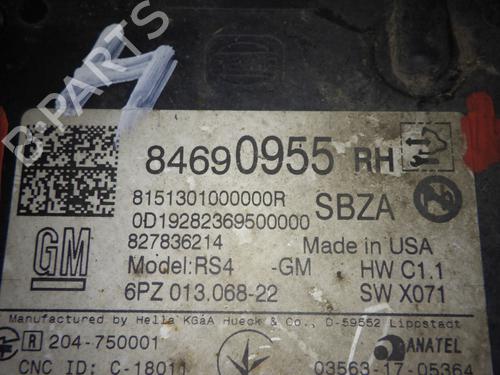 B-PARTS
84690955 RH
8151301000000R
0D19282369500000
SBZA
827836214
Made in USA
GM
Model:RS4 -GM HW C1.1
6PZ 013.068-22 SW X071
Manufactured by Hella KGaA Hueck & Co., D-59552 Lippstadt
R 204-750001
ANATEL
CNC ID: C-18011
03563-17-05364